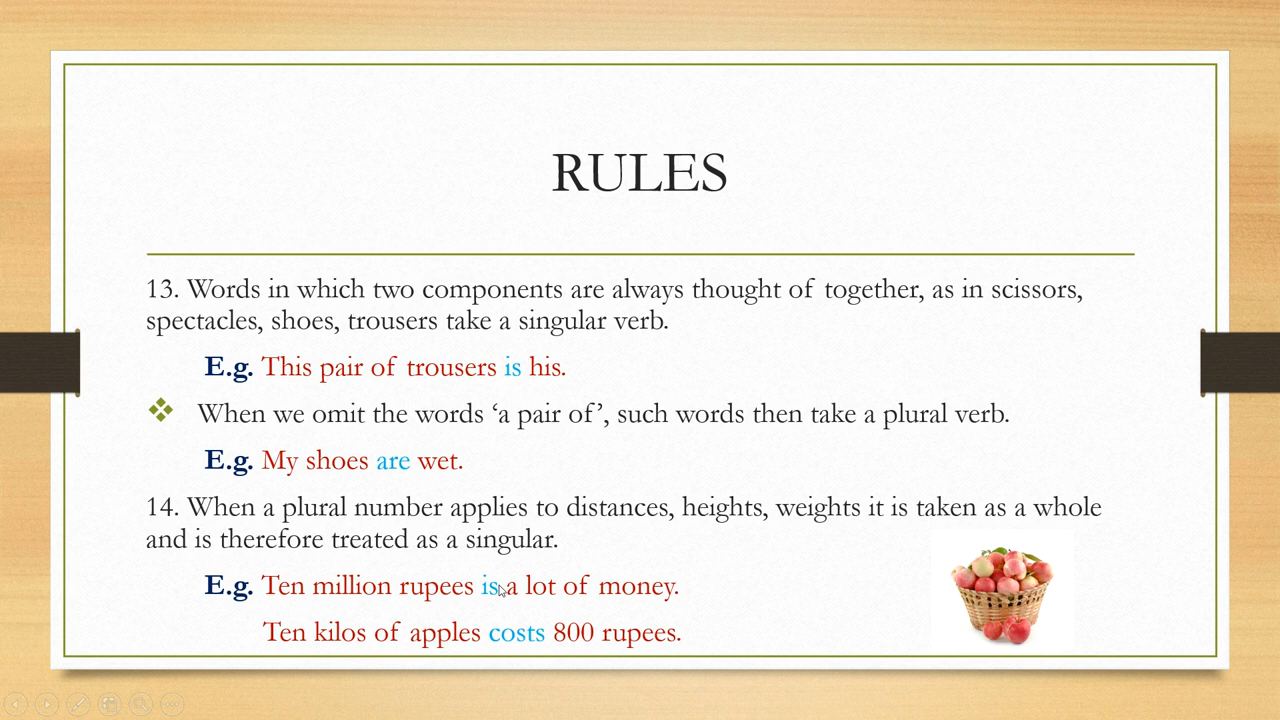 RULES
13. Words in which two components are always thought of together, as in scissors,
spectacles, shoes, trousers take a singular verb.
E.g. This pair of trousers is his.
When we omit the words ‘a pair of’, such words then take a plural verb.
E.g. My shoes are wet.
14. When a plural number applies to distances, heights, weights it is taken as a whole
and is therefore treated as a singular.
E.g. Ten million rupees is a lot of money.
Ten kilos of apples costs 800 rupees.